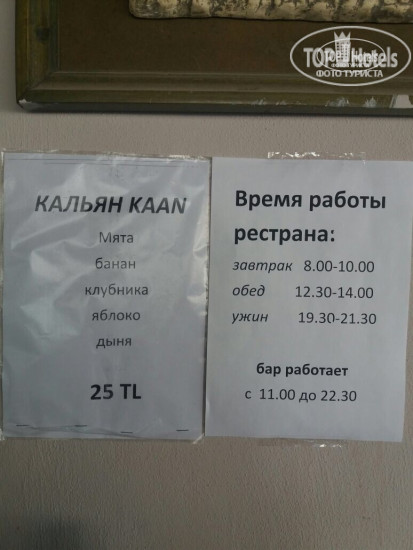 TOP Hotels
ФОТО ТУРИСТА
КАЛЬЯН KAAN
Мята
банан
клубника
яблоко
дыня
25 TL
Время работы
рестрана:
завтрак 8.00-10.00
обед 12.30-14.00
ужин 19.30-21.30
бар работает
с 11.00 до 22.30